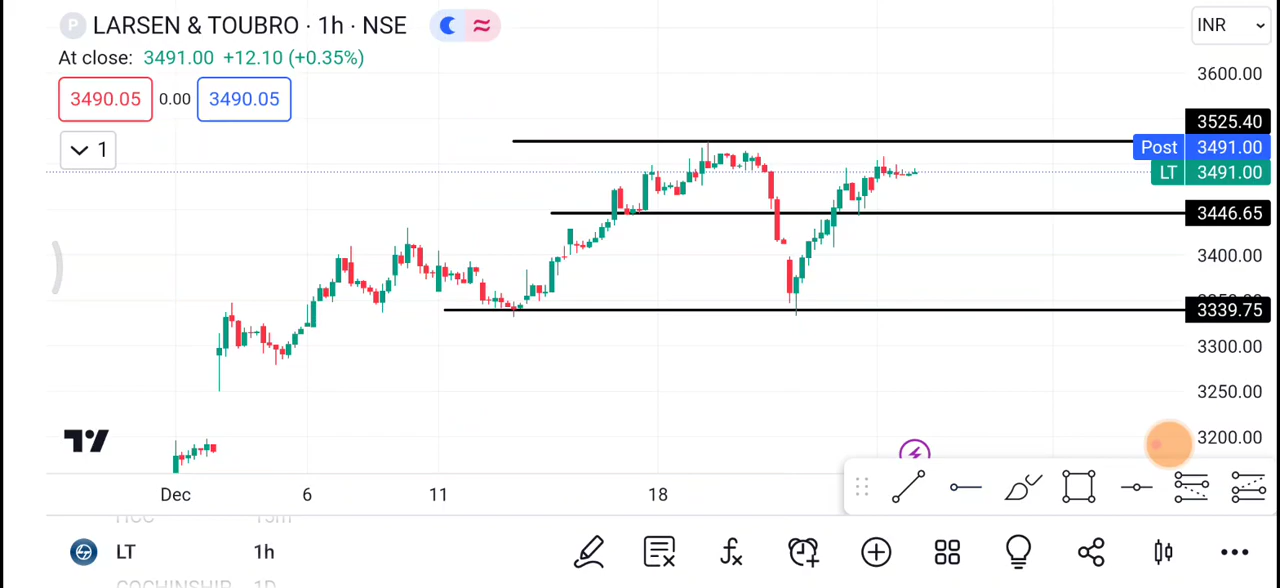 P LARSEN & TOUBRO · 1h · NSE
INR
At close: 3491.00 +12.10 (+0.35%)
3600.00
3490.05 0.00 3490.05
3525.40
1
Post 3491.00
LT 3491.00
3446.65
3400.00
3339.75
3300.00
3250.00
3200.00
Dec 6 11 18
LT 1h
COCHINSHIP 1D